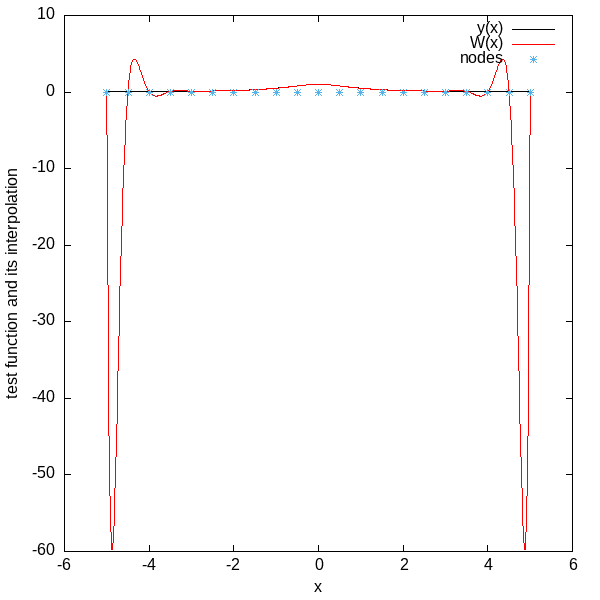 10
0
-10
-20
-30
-40
-50
-60
-6 -4 -2 0 2 4 6
x
test function and its interpolation
y(x)
W(x)
nodes